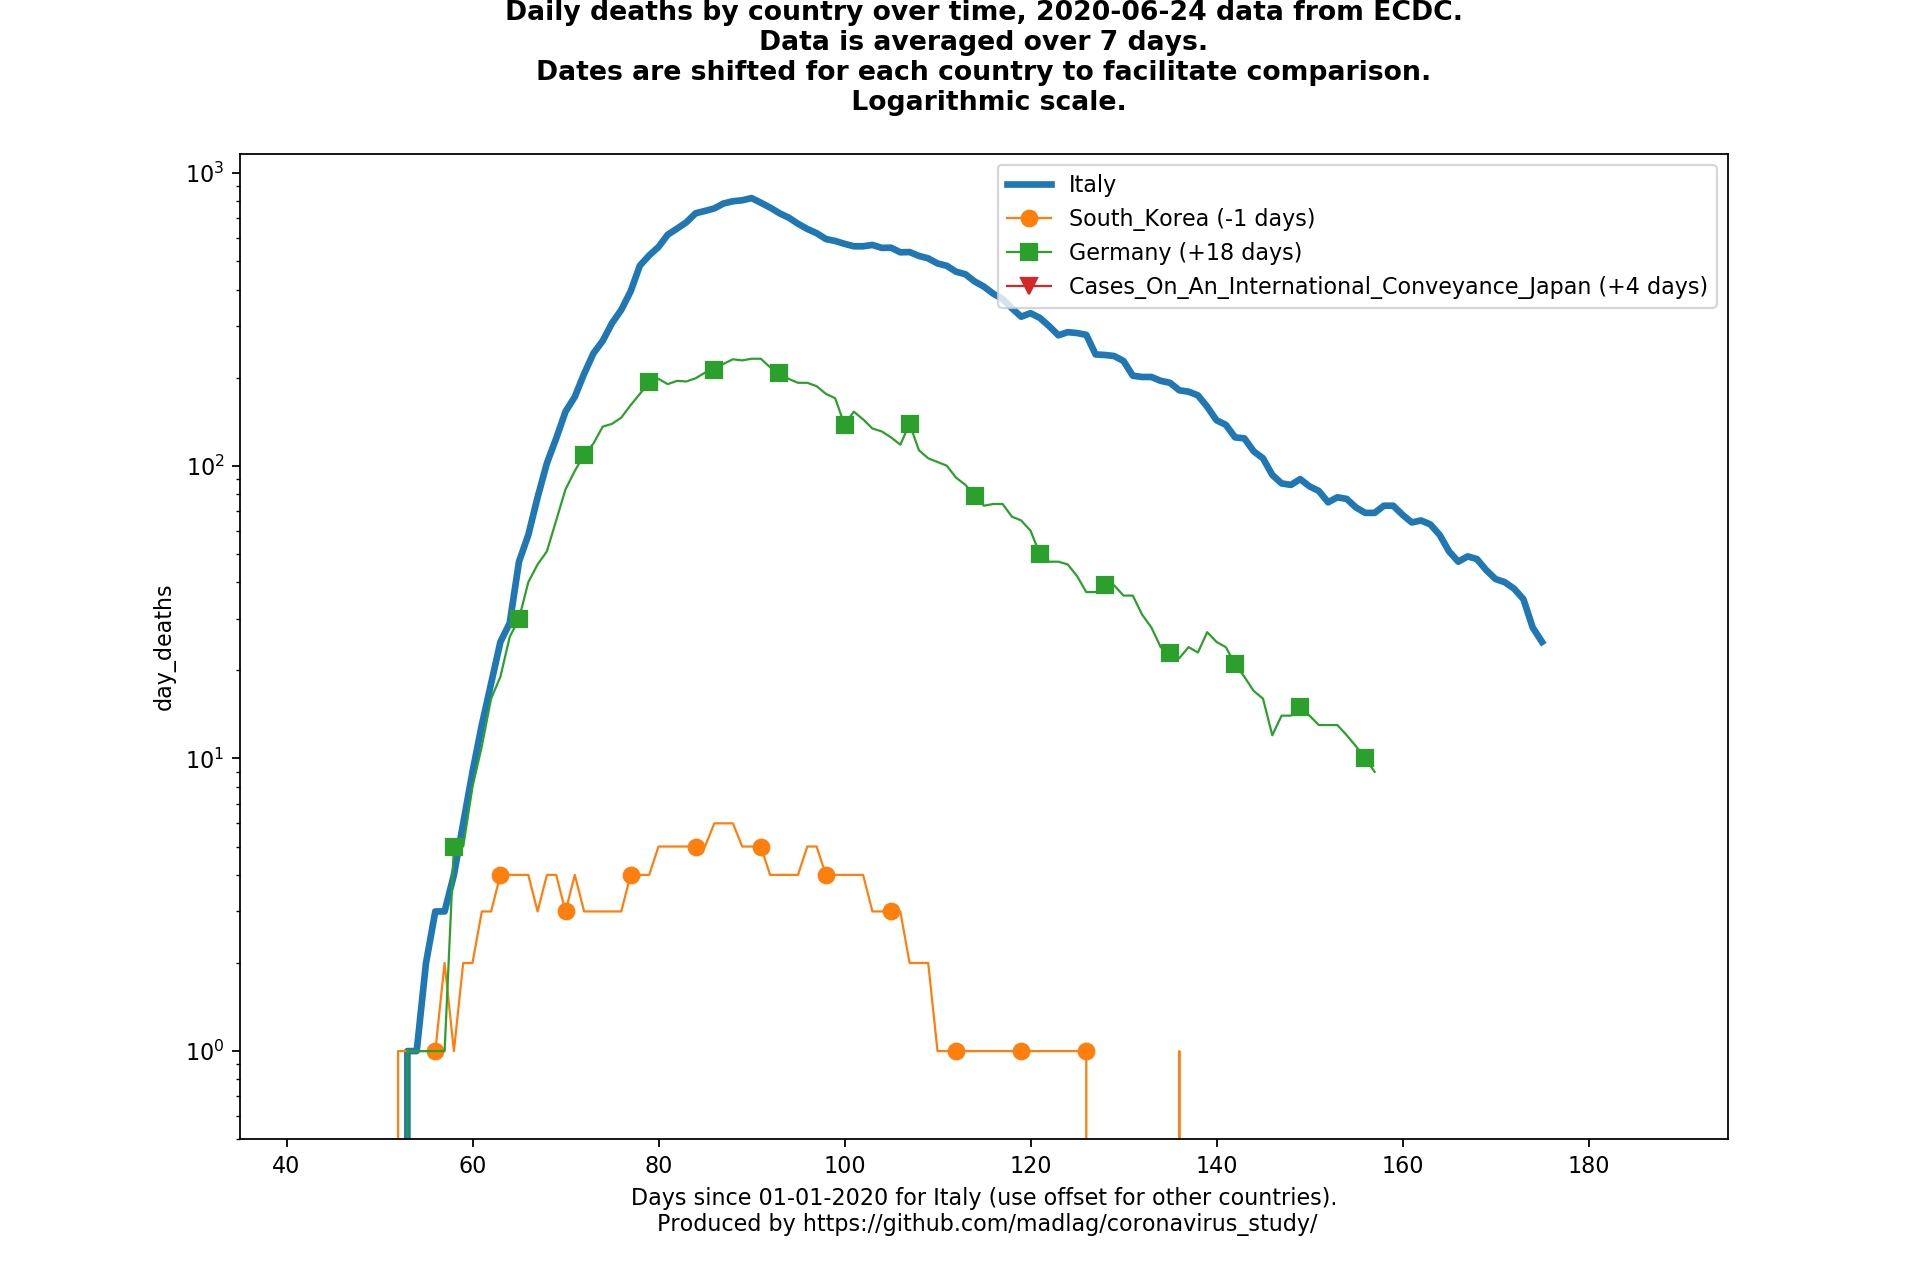 Daily deaths by country over time, 2020-06-24 data from ECDC.
Data is averaged over 7 days.
Dates are shifted for each country to facilitate comparison.
Logarithmic scale.
10³
Italy
South_Korea (-1 days)
Germany (+18 days)
Cases_On_An_International_Conveyance_Japan (+4 days)
10²
day_deaths
10¹
10⁰
40 60 80 100 120 140 160 180
Days since 01-01-2020 for Italy (use offset for other countries).
Produced by https://github.com/madlag/coronavirus_study/